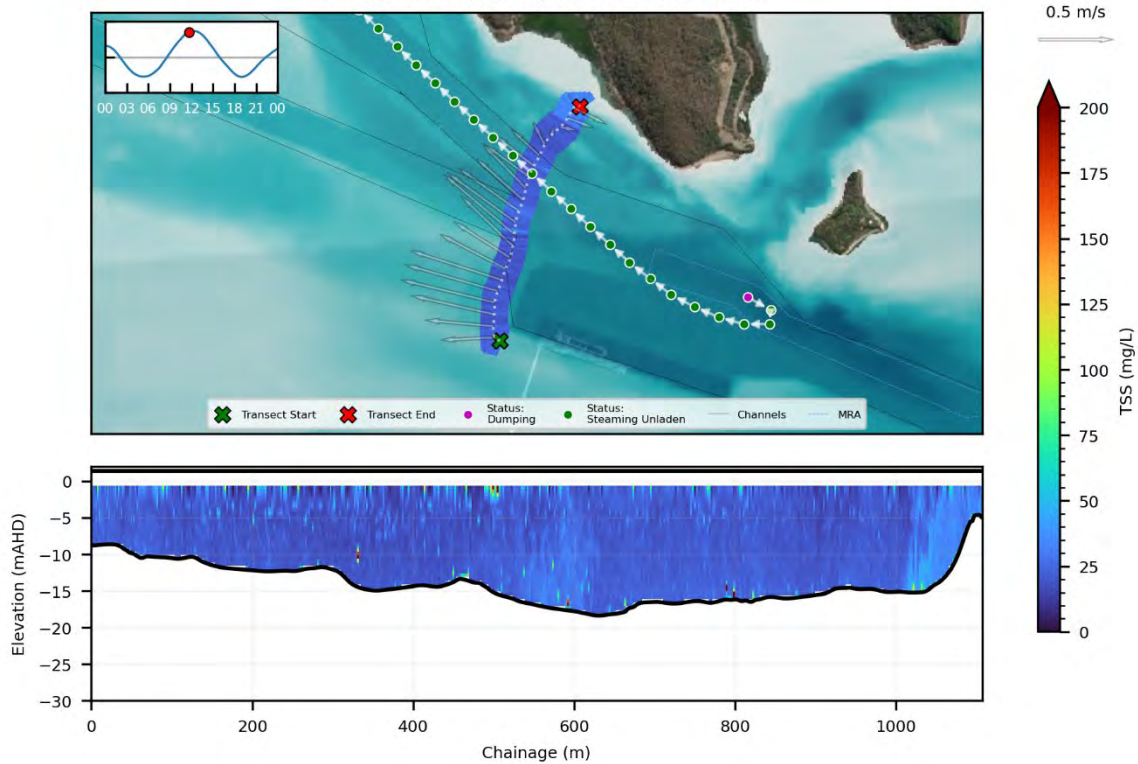 0.5 m/s
00 03 06 09 12 15 18 21 00
Transect Start
Transect End
Status:
Dumping
Status:
Steaming Unladen
Channels
MRA
200
175
150
125
100
75
50
25
0
TSS (mg/L)
0
−5
−10
−15
−20
−25
−30
Elevation (mAHD)
0 200 400 600 800 1000
Chainage (m)